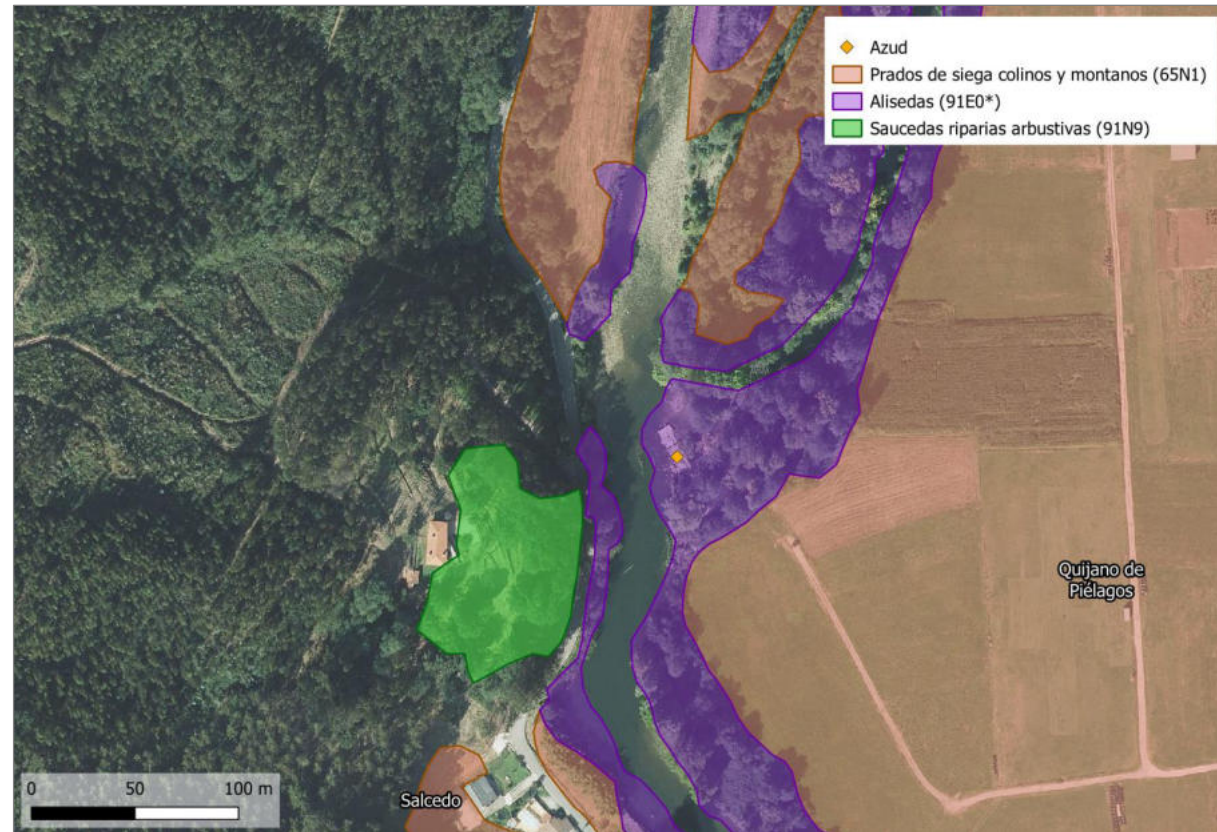 Azud
Prados de siega colinos y montanos (65N1)
Alisedas (91E0*)
Saucedas riparias arbustivas (91N9)
Quijano de
Piélagos
Salcedo
0 50 100 m